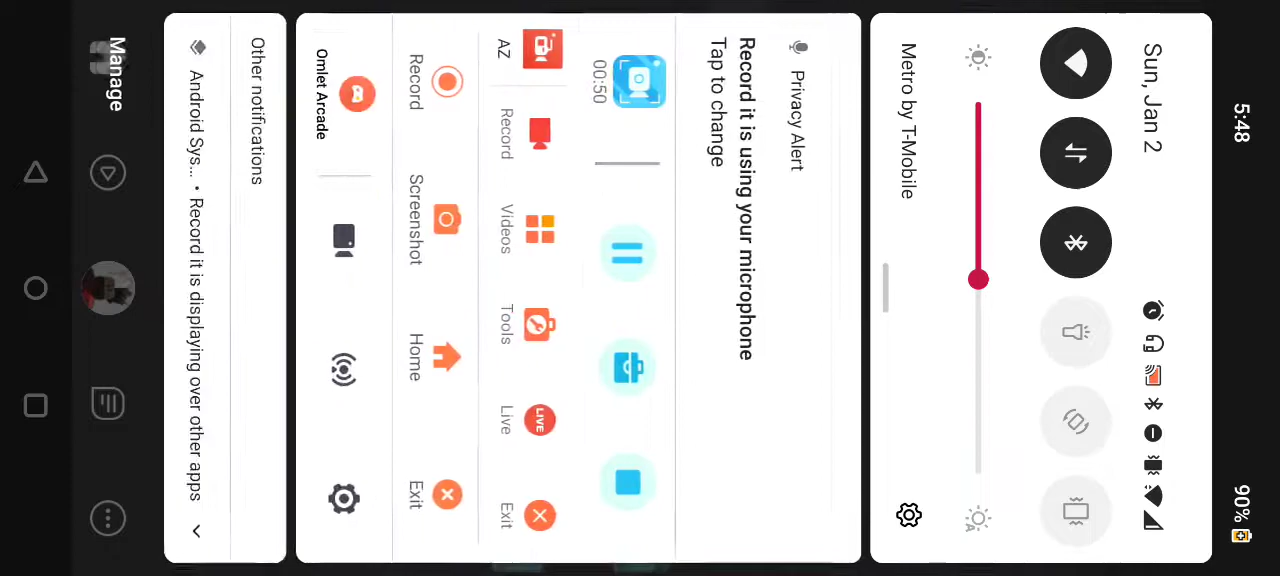 5:48
90%
Sun, Jan 2
Metro by T-Mobile
Privacy Alert
Record it is using your microphone
Tap to change
00:50
AZ Record Videos Tools Live Exit
LIVE
Record Screenshot Home Exit
Omlet Arcade
Other notifications
Android Sys... • Record it is displaying over other apps
Manage